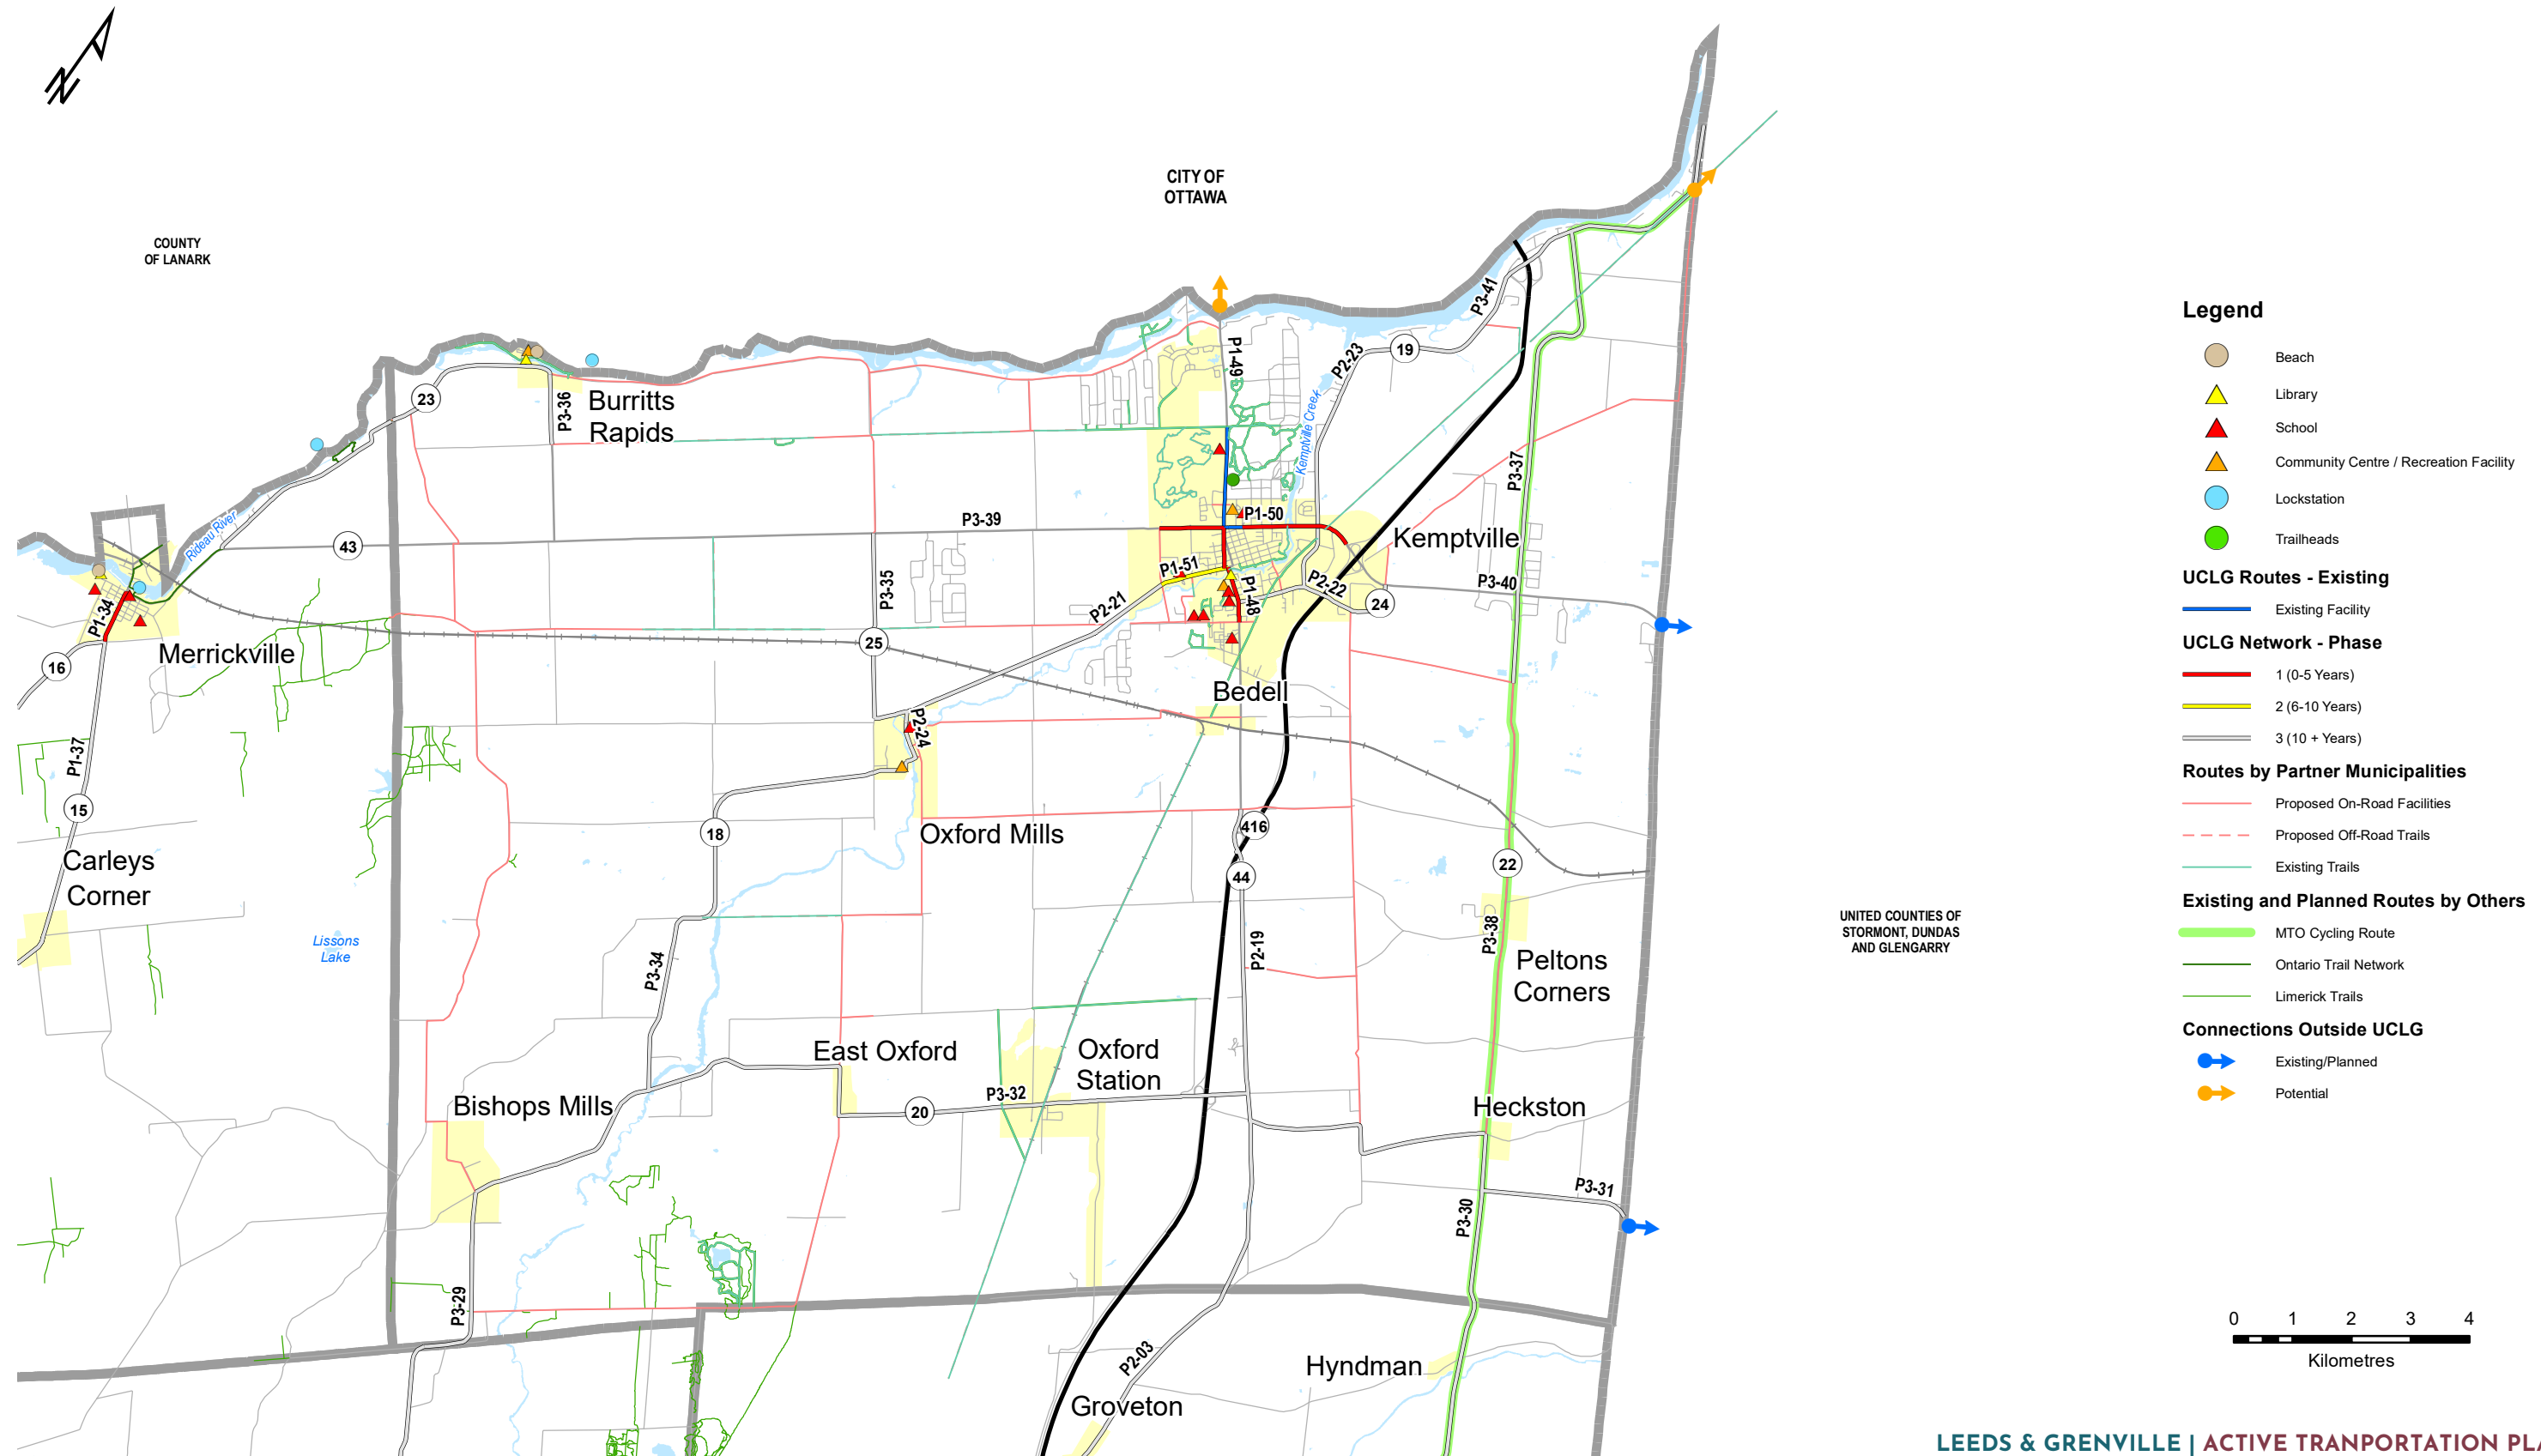 N
CITY OF
OTTAWA
COUNTY
OF LANARK
P1-49
P2-23
19
P3-41
Kemptville Creek
23
P3-36
Burritts
Rapids
P3-37
Rideau River
43
P3-39
P1-50
Kemptville
P1-51
P1-48
P2-22
24
P3-40
P1-34
P3-35
P2-21
16
Merrickville
25
Bedell
P2-24
P1-37
15
18
Oxford Mills
416
44
22
Carleys
Corner
Lissons
Lake
P3-34
P2-19
P3-38
Peltons
Corners
UNITED COUNTIES OF
STORMONT, DUNDAS
AND GLENGARRY
East Oxford
Oxford
Station
P3-32
20
Bishops Mills
Heckston
P3-31
P3-30
P3-29
P2-03
Hyndman
Groveton
Legend
Beach
Library
School
Community Centre / Recreation Facility
Lockstation
Trailheads
UCLG Routes - Existing
Existing Facility
UCLG Network - Phase
1 (0-5 Years)
2 (6-10 Years)
3 (10 + Years)
Routes by Partner Municipalities
Proposed On-Road Facilities
Proposed Off-Road Trails
Existing Trails
Existing and Planned Routes by Others
MTO Cycling Route
Ontario Trail Network
Limerick Trails
Connections Outside UCLG
Existing/Planned
Potential
0 1 2 3 4
Kilometres
LEEDS & GRENVILLE | ACTIVE TRANPORTATION PLA